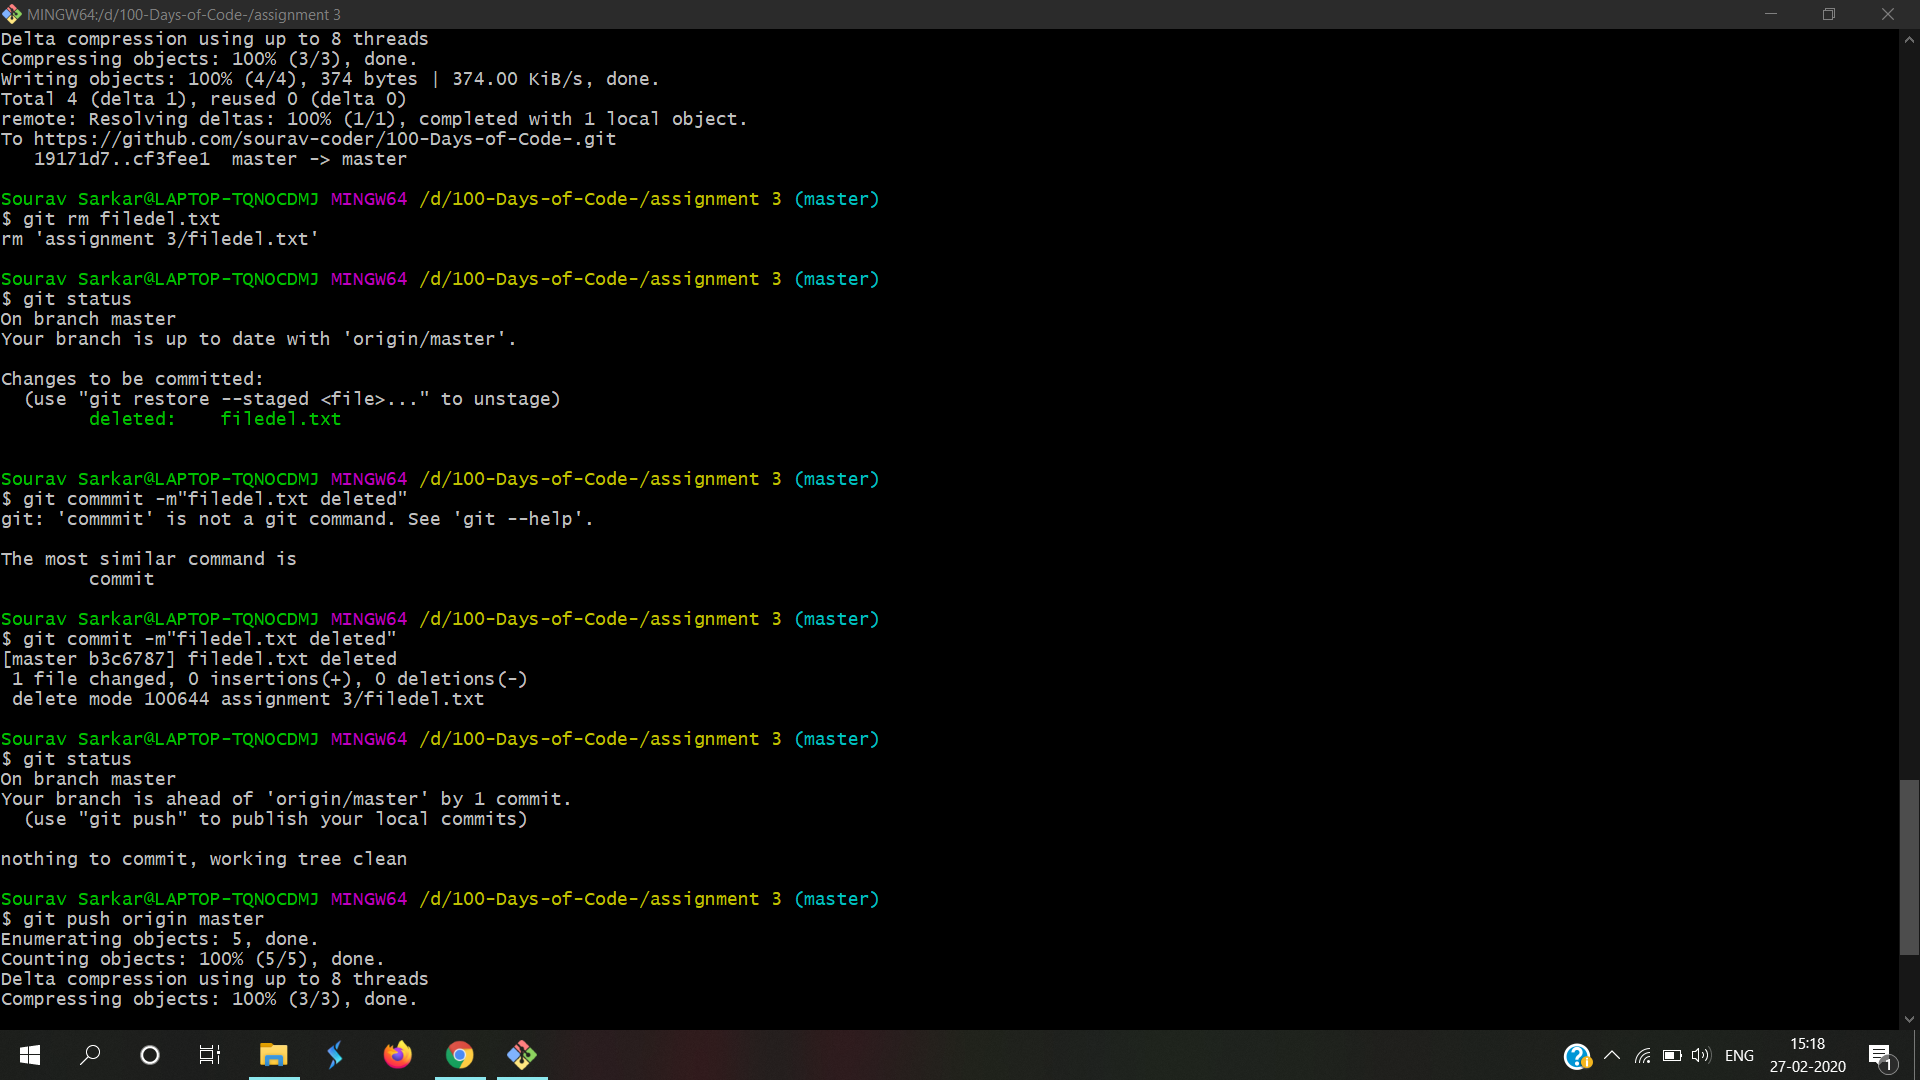 MINGW64:/d/100-Days-of-Code-/assignment 3
Delta compression using up to 8 threads
Compressing objects: 100% (3/3), done.
Writing objects: 100% (4/4), 374 bytes | 374.00 KiB/s, done.
Total 4 (delta 1), reused 0 (delta 0)
remote: Resolving deltas: 100% (1/1), completed with 1 local object.
To https://github.com/sourav-coder/100-Days-of-Code-.git
   19171d7..cf3fee1  master -> master
Sourav Sarkar@LAPTOP-TQNOCDMJ MINGW64 /d/100-Days-of-Code-/assignment 3 (master)
$ git rm filedel.txt
rm 'assignment 3/filedel.txt'
Sourav Sarkar@LAPTOP-TQNOCDMJ MINGW64 /d/100-Days-of-Code-/assignment 3 (master)
$ git status
On branch master
Your branch is up to date with 'origin/master'.
Changes to be committed:
  (use "git restore --staged <file>..." to unstage)
        deleted:    filedel.txt
Sourav Sarkar@LAPTOP-TQNOCDMJ MINGW64 /d/100-Days-of-Code-/assignment 3 (master)
$ git commmit -m"filedel.txt deleted"
git: 'commmit' is not a git command. See 'git --help'.
The most similar command is
        commit
Sourav Sarkar@LAPTOP-TQNOCDMJ MINGW64 /d/100-Days-of-Code-/assignment 3 (master)
$ git commit -m"filedel.txt deleted"
[master b3c6787] filedel.txt deleted
 1 file changed, 0 insertions(+), 0 deletions(-)
 delete mode 100644 assignment 3/filedel.txt
Sourav Sarkar@LAPTOP-TQNOCDMJ MINGW64 /d/100-Days-of-Code-/assignment 3 (master)
$ git status
On branch master
Your branch is ahead of 'origin/master' by 1 commit.
  (use "git push" to publish your local commits)
nothing to commit, working tree clean
Sourav Sarkar@LAPTOP-TQNOCDMJ MINGW64 /d/100-Days-of-Code-/assignment 3 (master)
$ git push origin master
Enumerating objects: 5, done.
Counting objects: 100% (5/5), done.
Delta compression using up to 8 threads
Compressing objects: 100% (3/3), done.
ENG
15:18
27-02-2020
1